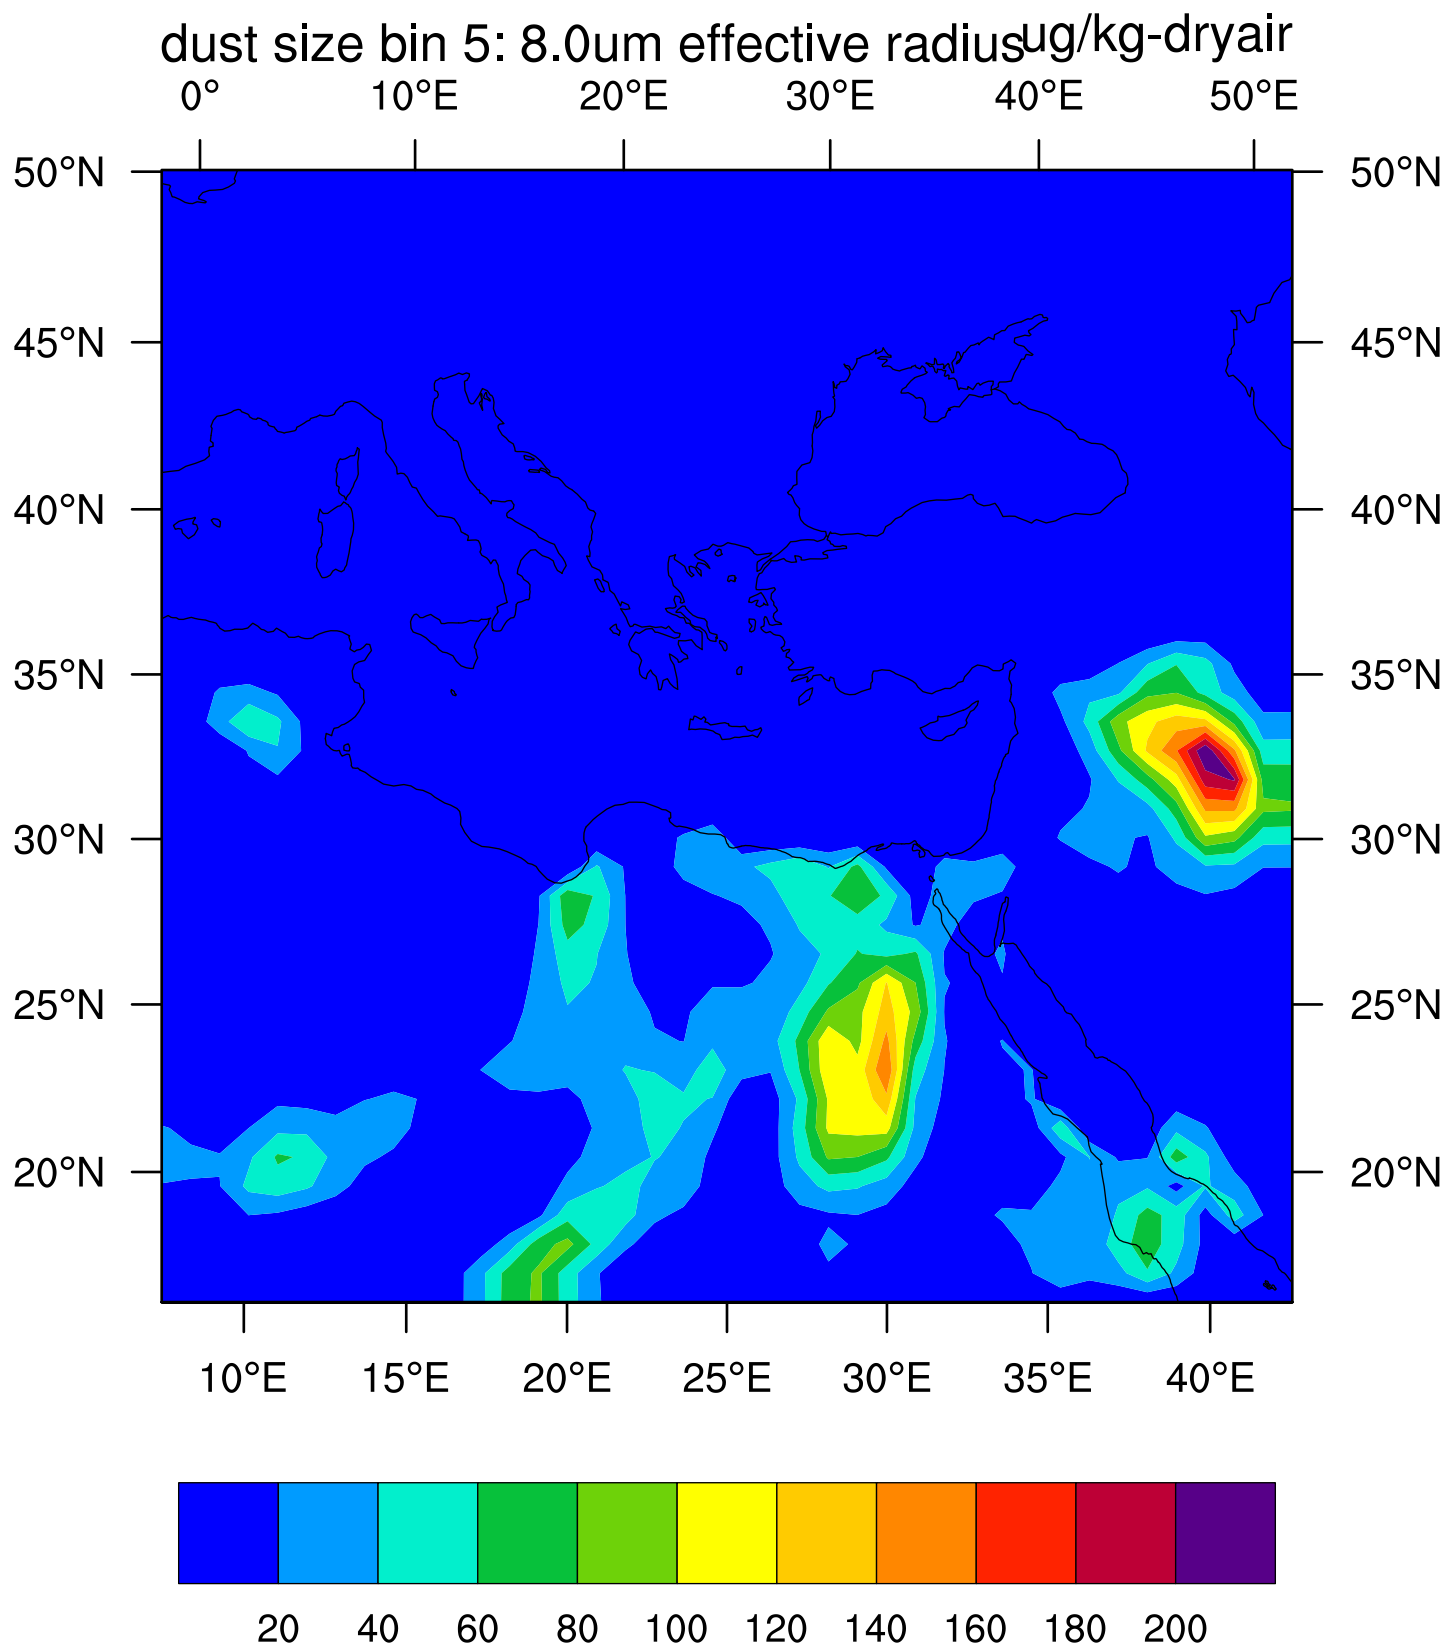 dust size bin 5: 8.0um effective radius ug/kg-dryair
0° 10°E 20°E 30°E 40°E 50°E
50°N 50°N
45°N 45°N
40°N 40°N
35°N 35°N
30°N 30°N
25°N 25°N
20°N 20°N
10°E 15°E 20°E 25°E 30°E 35°E 40°E
20 40 60 80 100 120 140 160 180 200